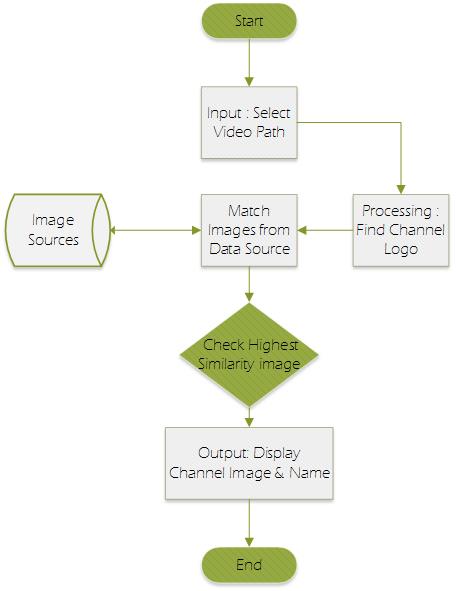 Start
Input : Select
Video Path
Image
Sources
Match
Images from
Data Source
Processing :
Find Channel
Logo
Check Highest
Similarity image
Output: Display
Channel Image & Name
End